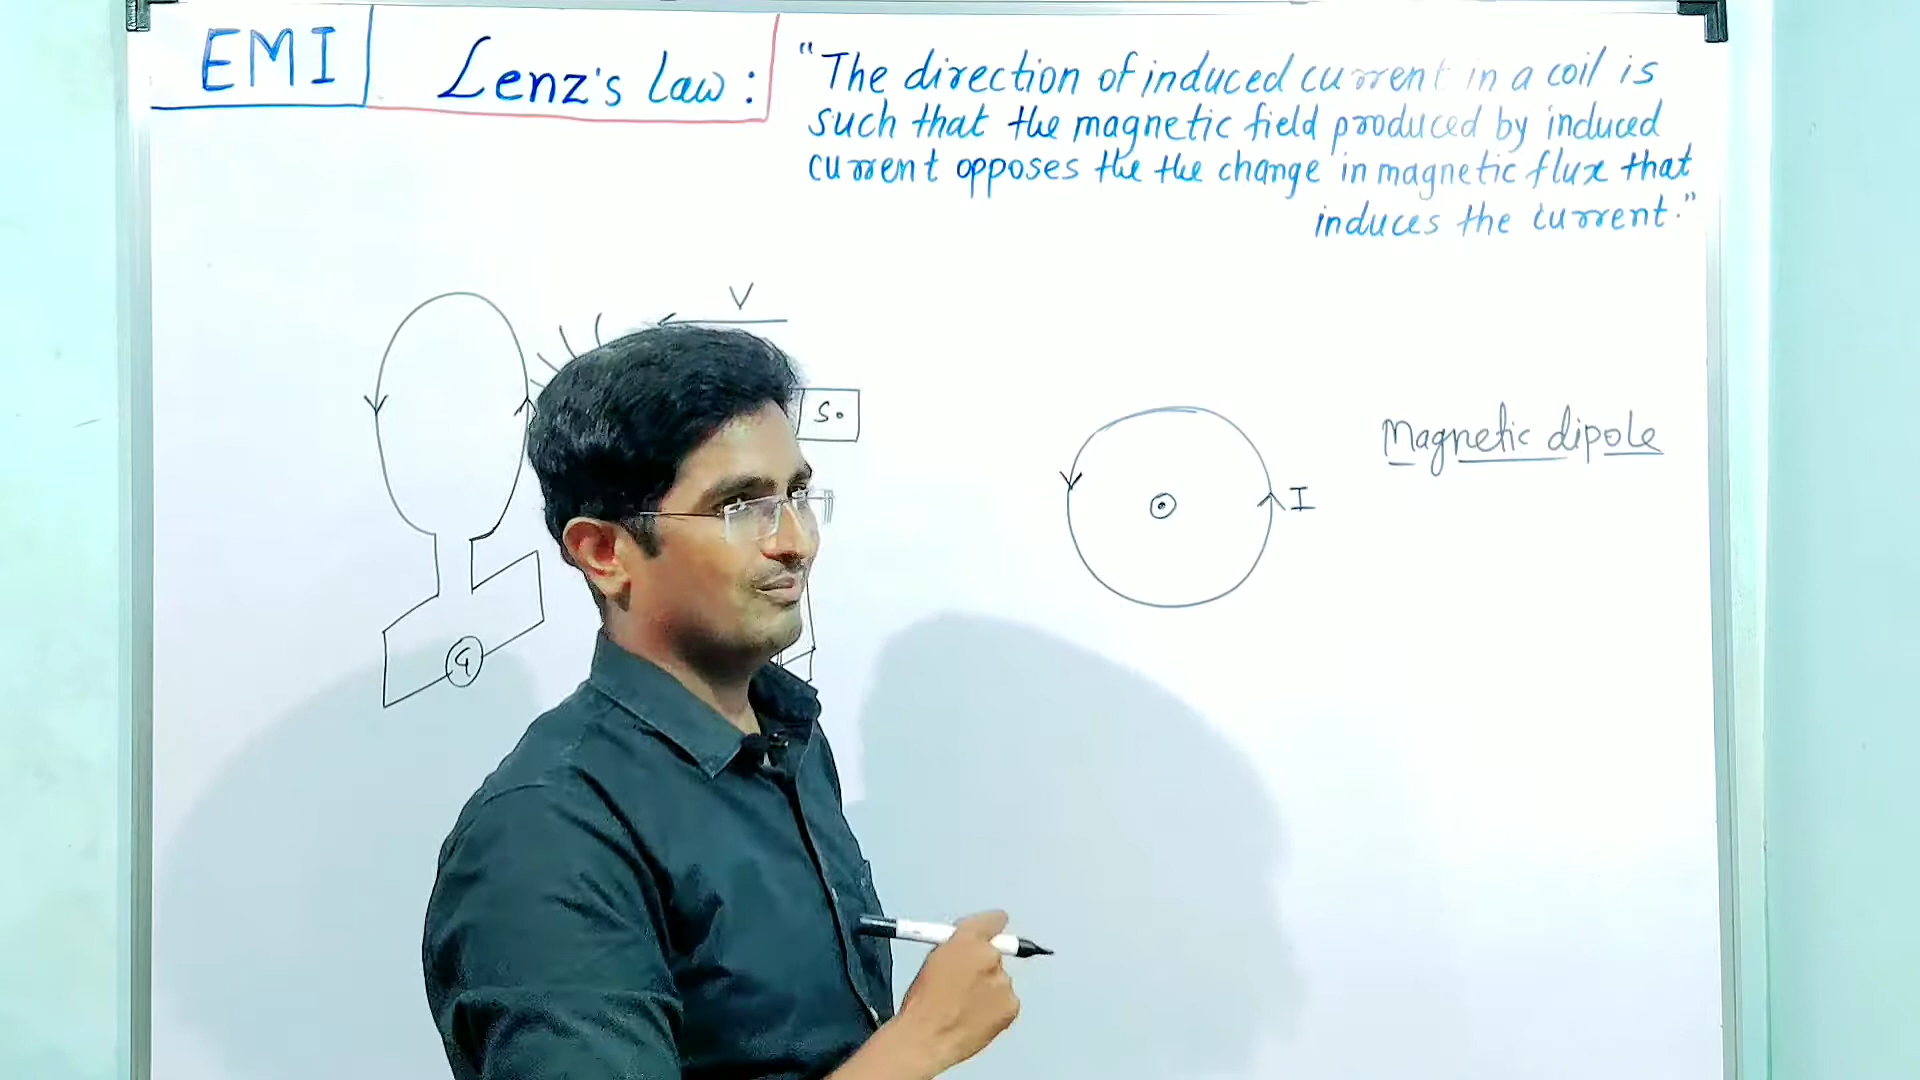 EMI
Lenz's law:
"The direction of induced current in a coil is
such that the magnetic field produced by induced
current opposes the the change in magnetic flux that
induces the current."
V
S
Magnetic dipole
I
G